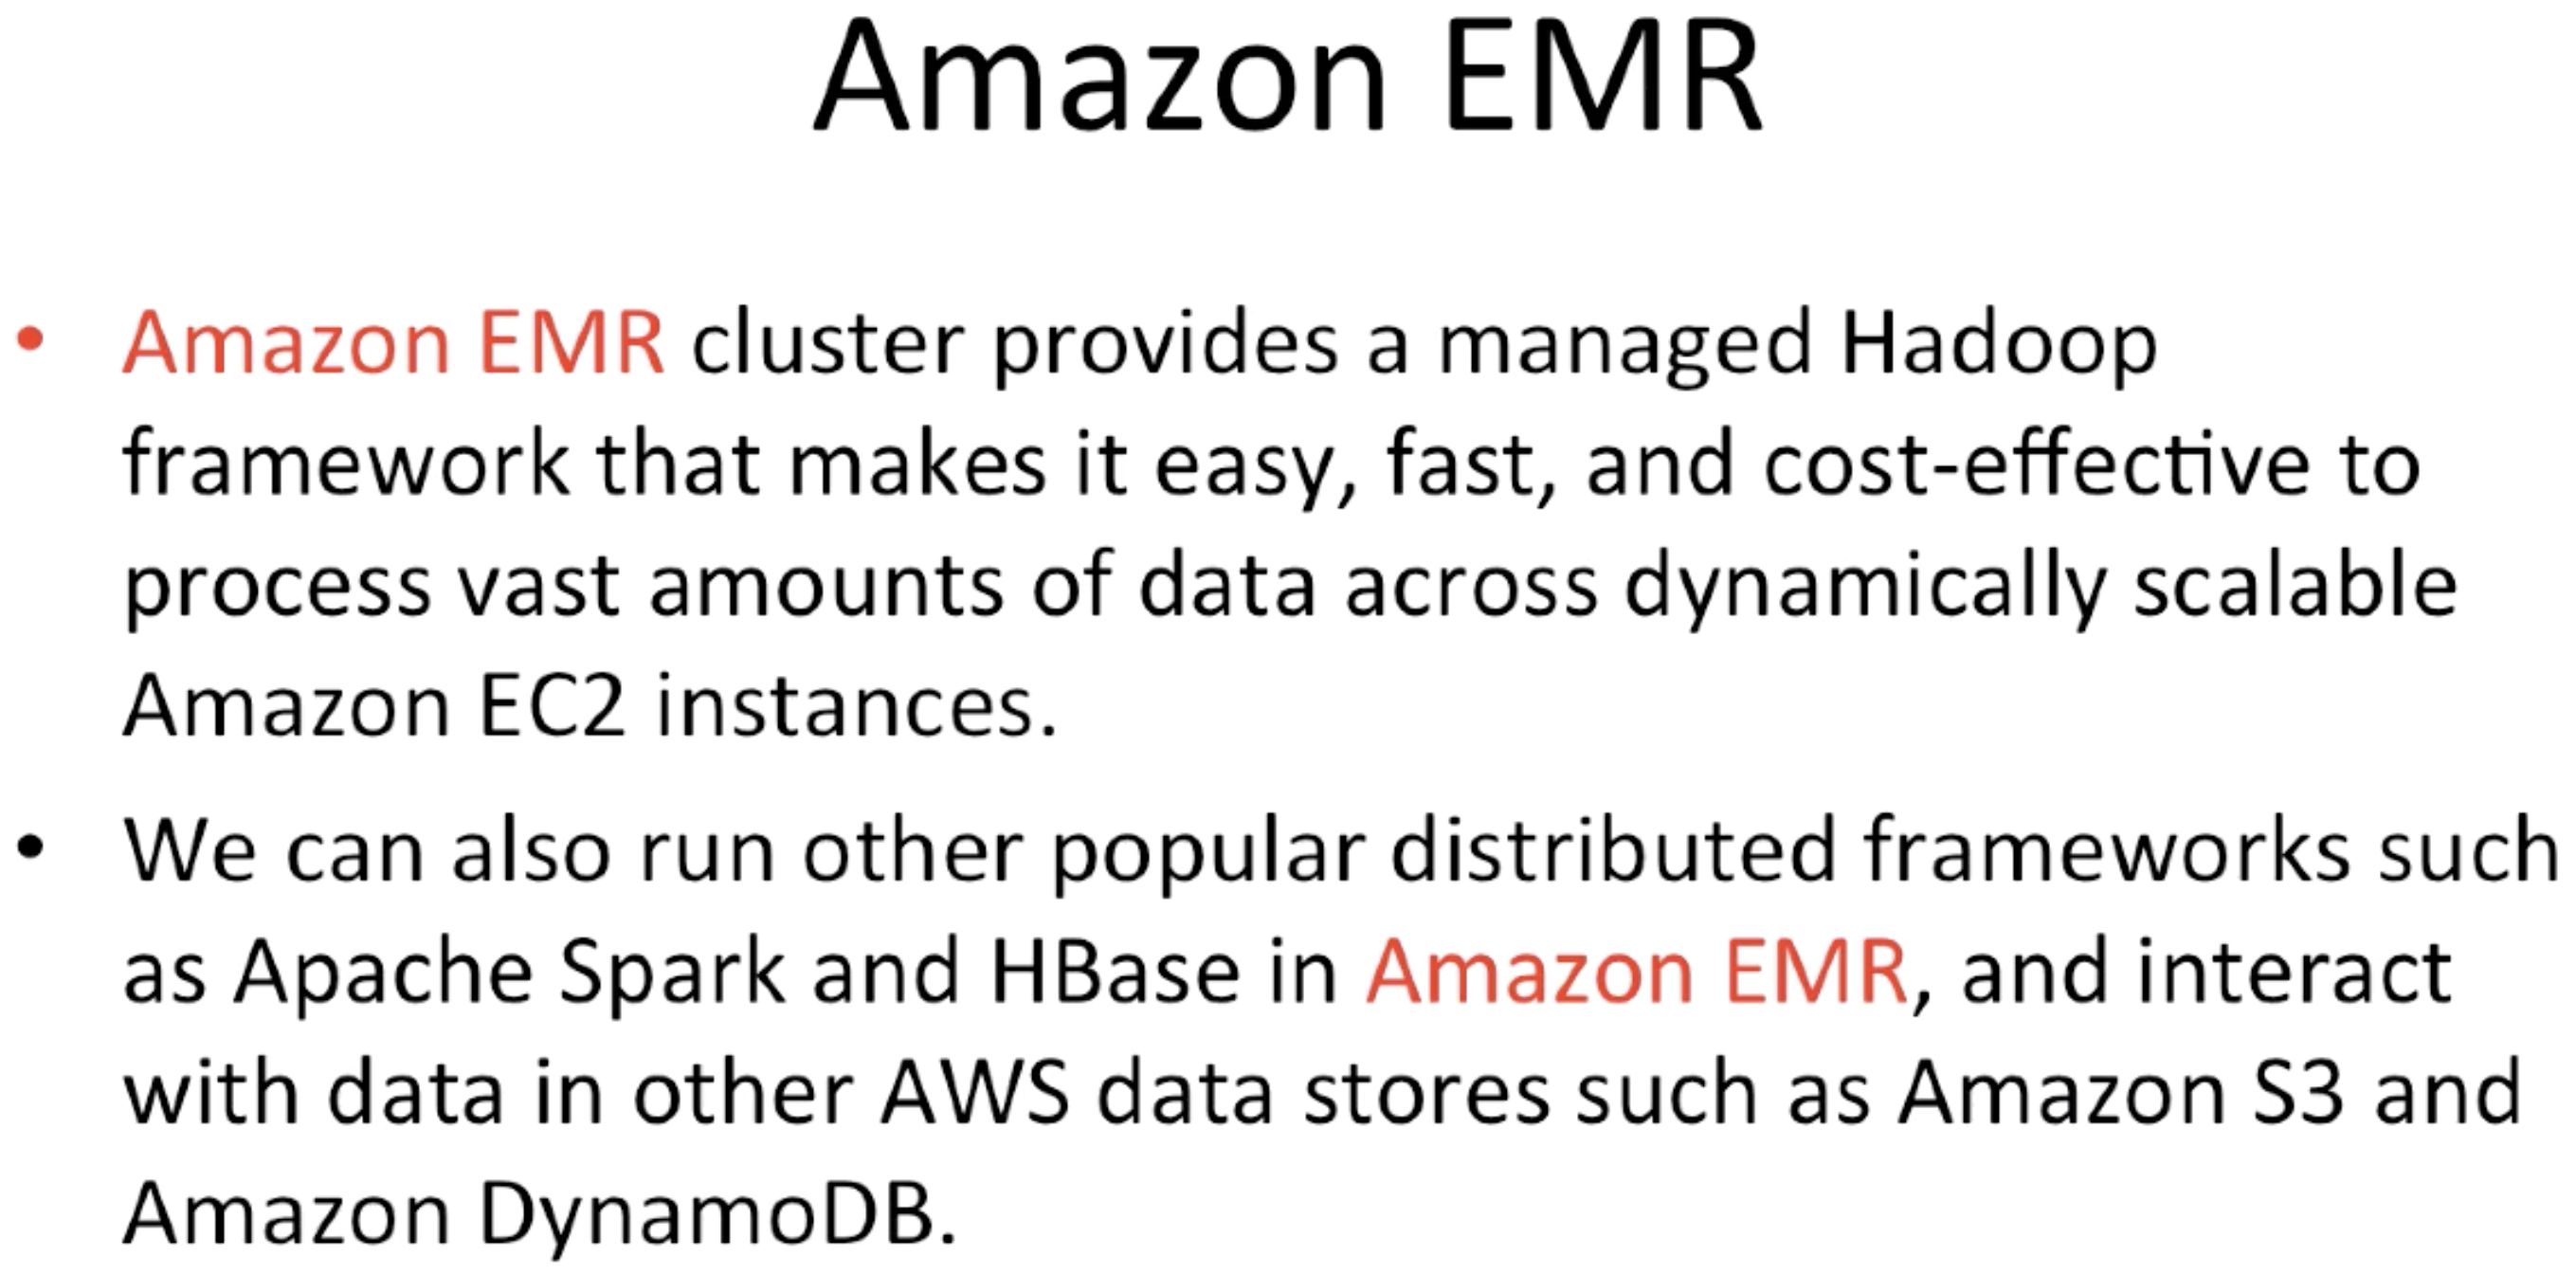 Amazon EMR
• Amazon EMR cluster provides a managed Hadoop
framework that makes it easy, fast, and cost-effective to
process vast amounts of data across dynamically scalable
Amazon EC2 instances.
• We can also run other popular distributed frameworks such
as Apache Spark and HBase in Amazon EMR, and interact
with data in other AWS data stores such as Amazon S3 and
Amazon DynamoDB.